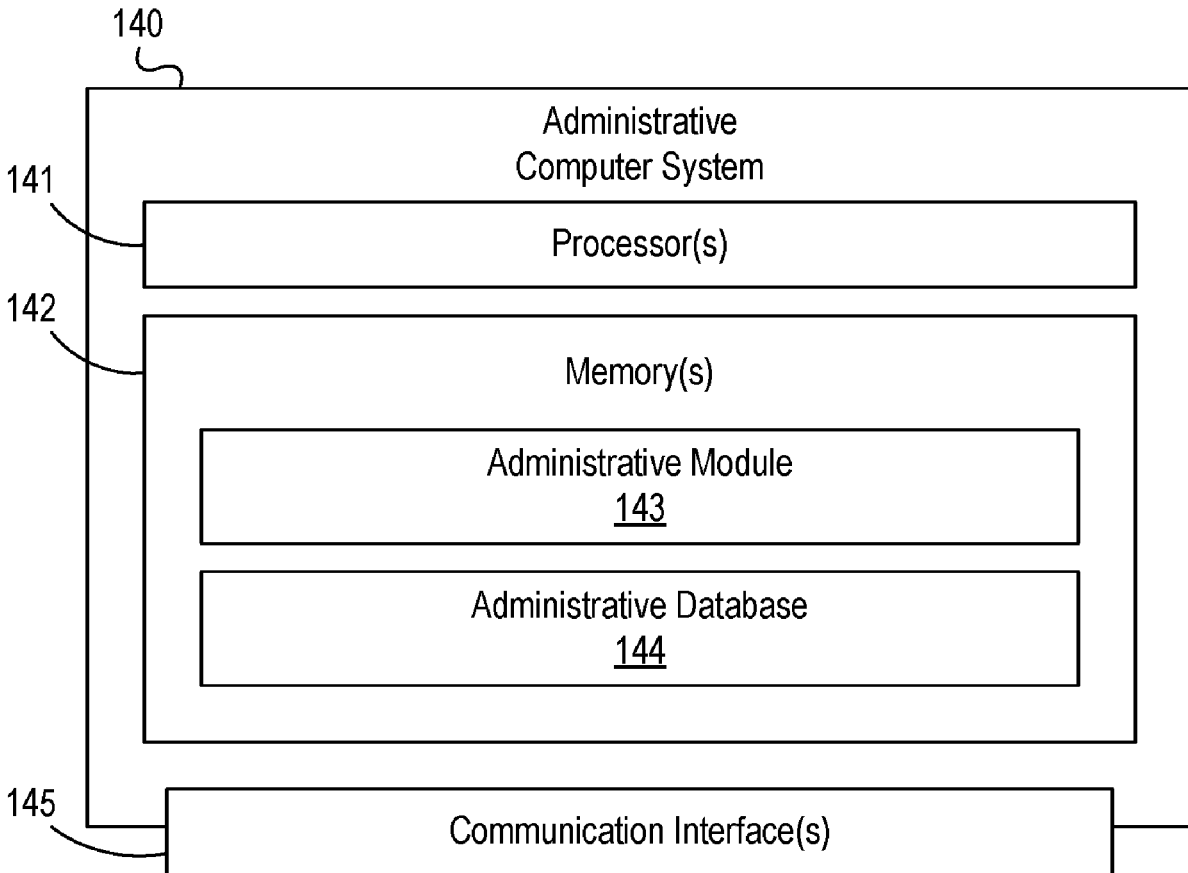 140
Administrative
Computer System
141
Processor(s)
142
Memory(s)
Administrative Module
143
Administrative Database
144
145
Communication Interface(s)